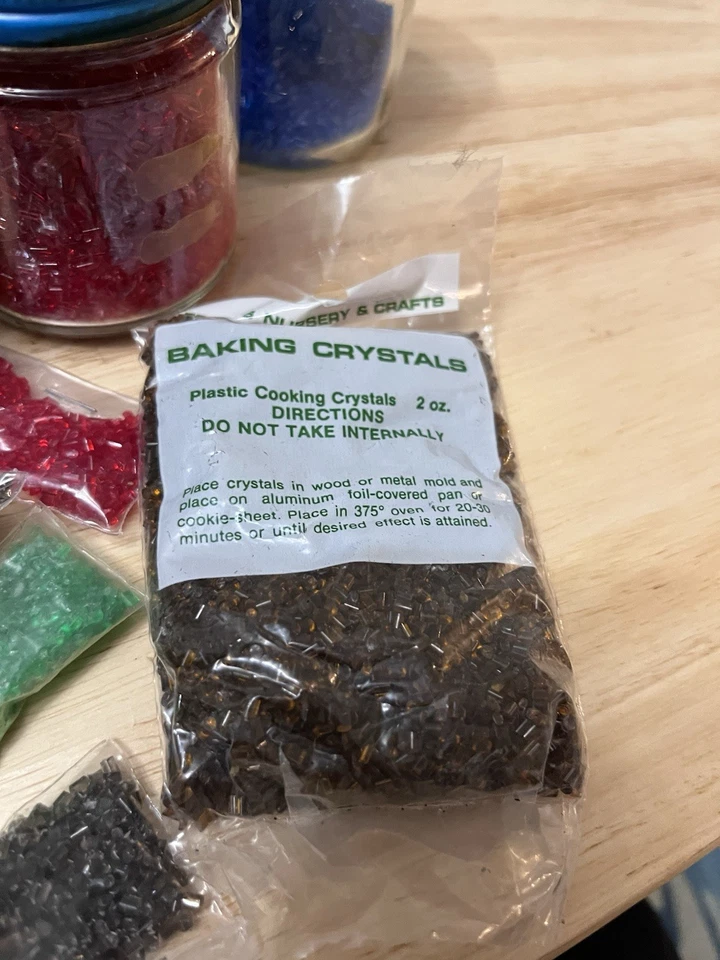 NURSERY & CRAFTS
BAKING CRYSTALS
Plastic Cooking Crystals 2 oz.
DIRECTIONS
DO NOT TAKE INTERNALLY
Place crystals in wood or metal mold and
place on aluminum foil-covered pan or
cookie-sheet. Place in 375° oven for 20-30
minutes or until desired effect is attained.